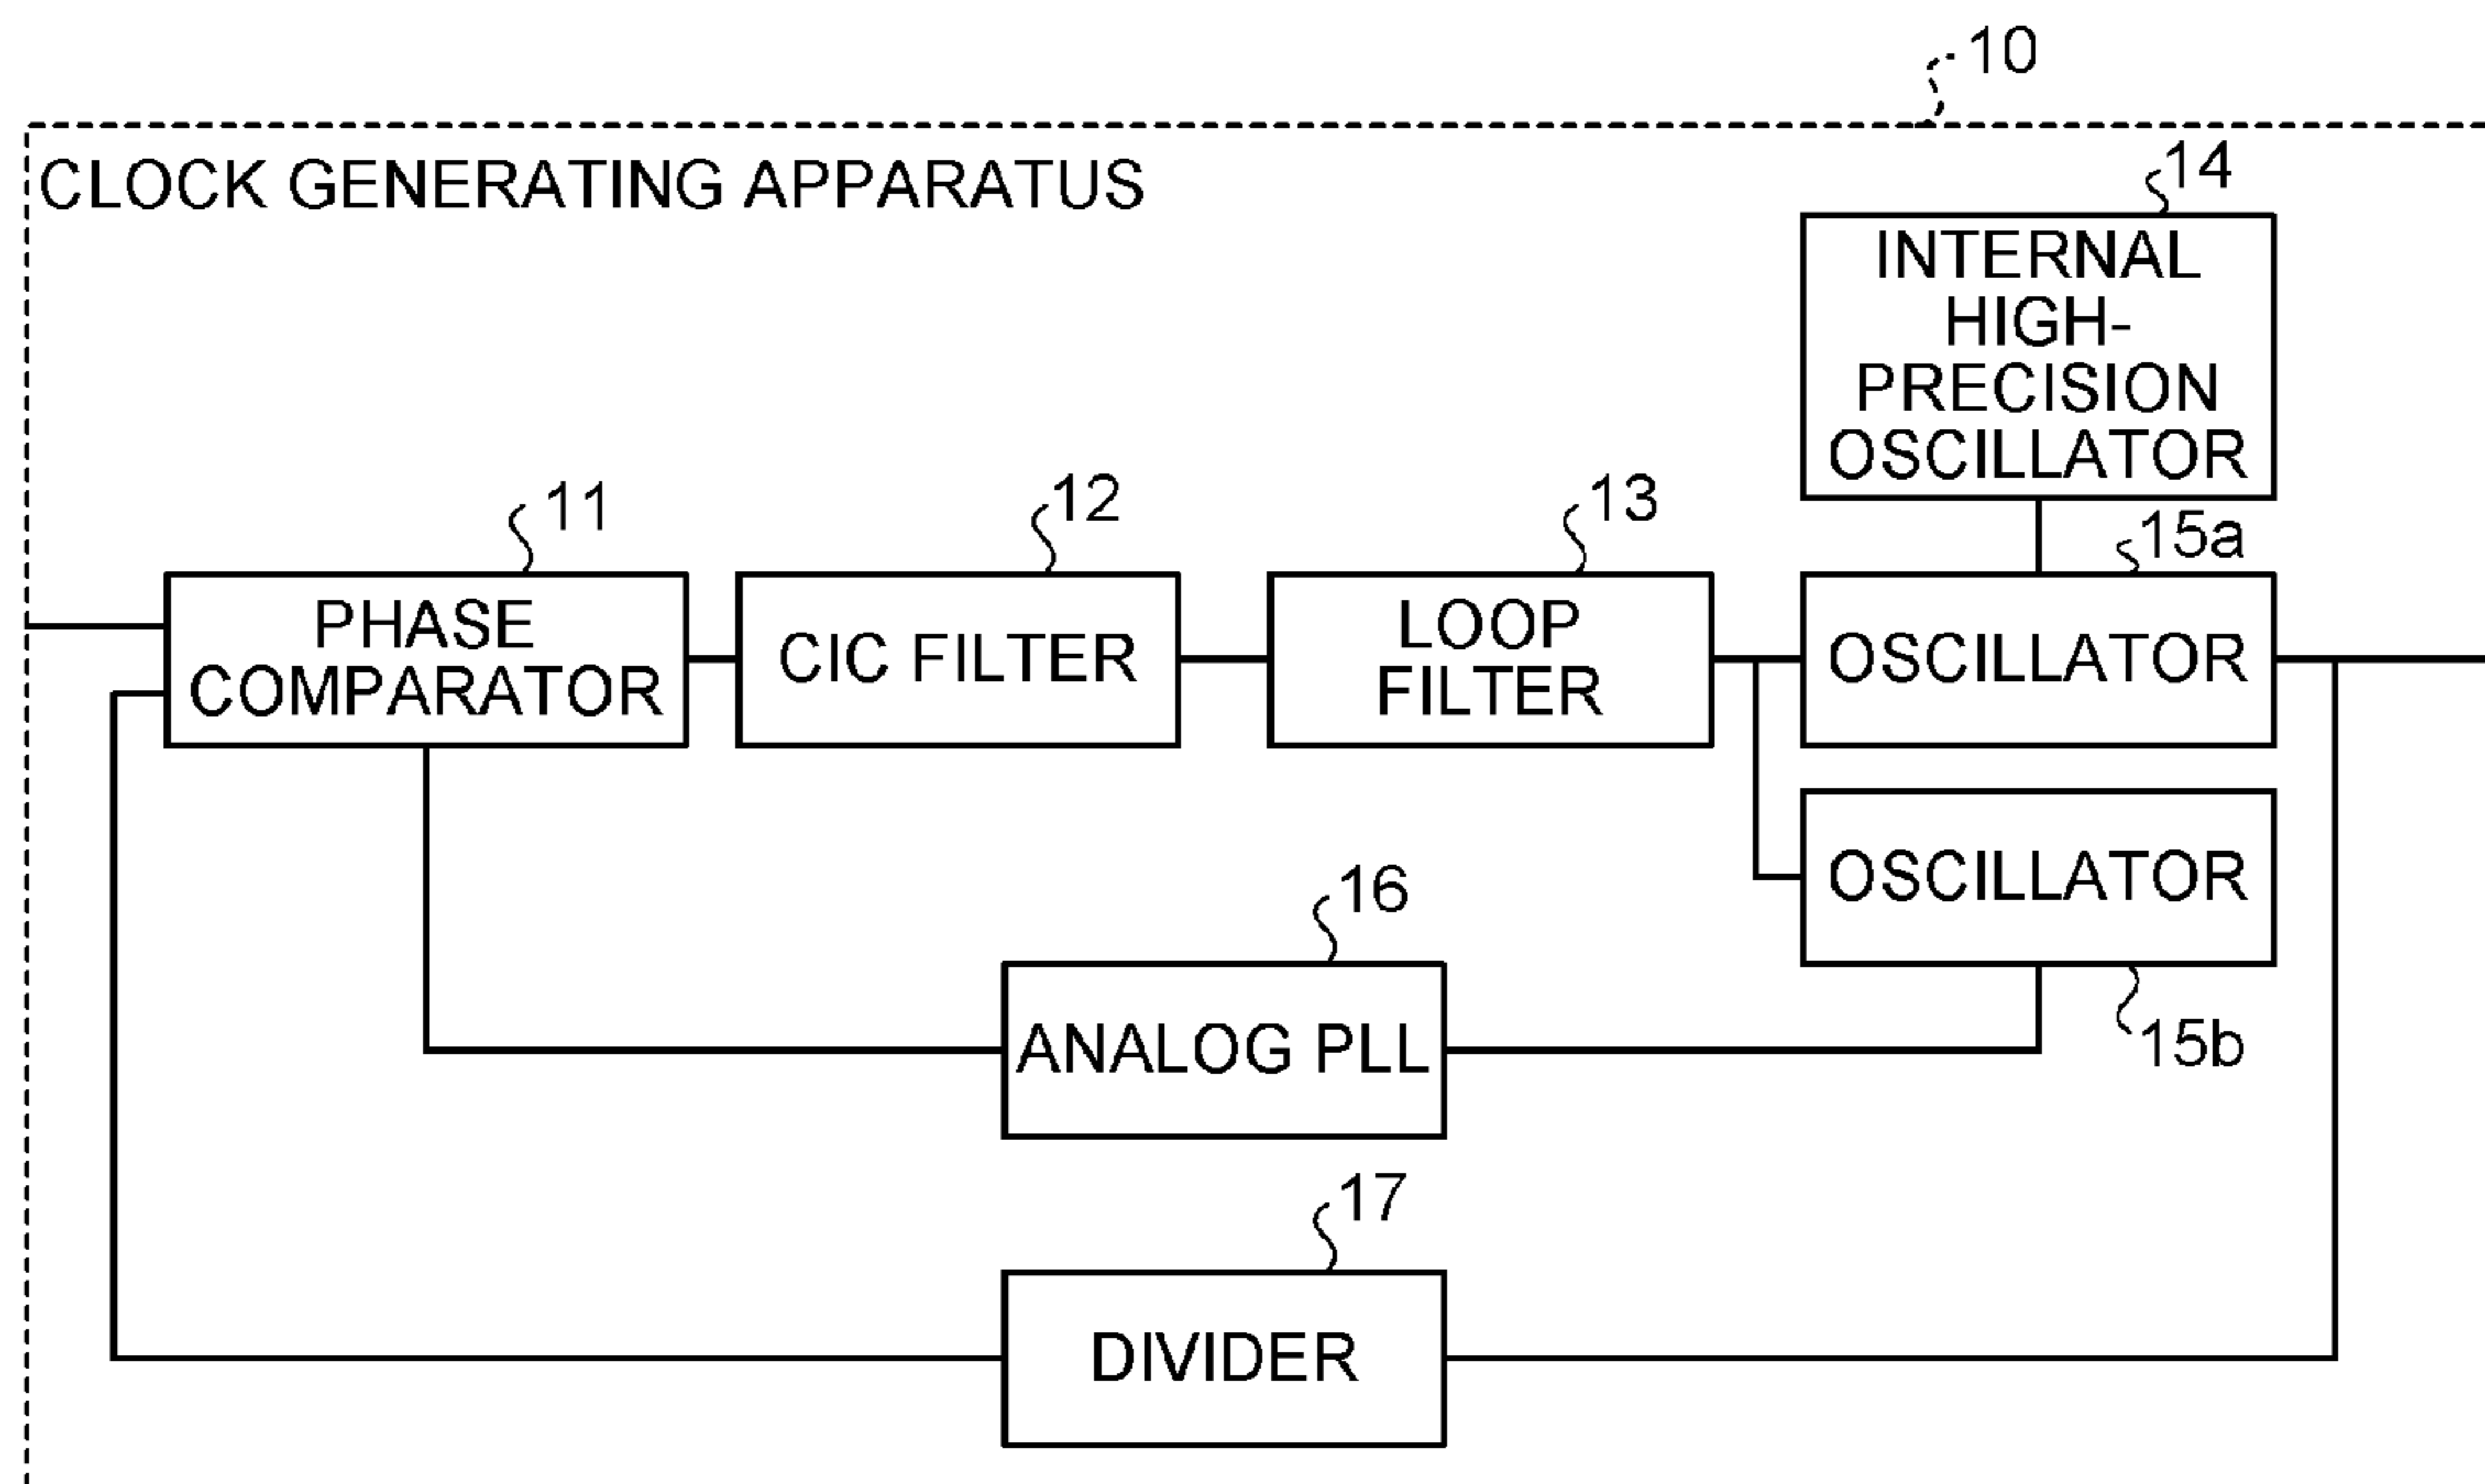 10
CLOCK GENERATING APPARATUS
14
INTERNAL
HIGH-
PRECISION
OSCILLATOR
11
12
13
15a
PHASE
COMPARATOR
CIC FILTER
LOOP
FILTER
OSCILLATOR
OSCILLATOR
15b
16
ANALOG PLL
17
DIVIDER